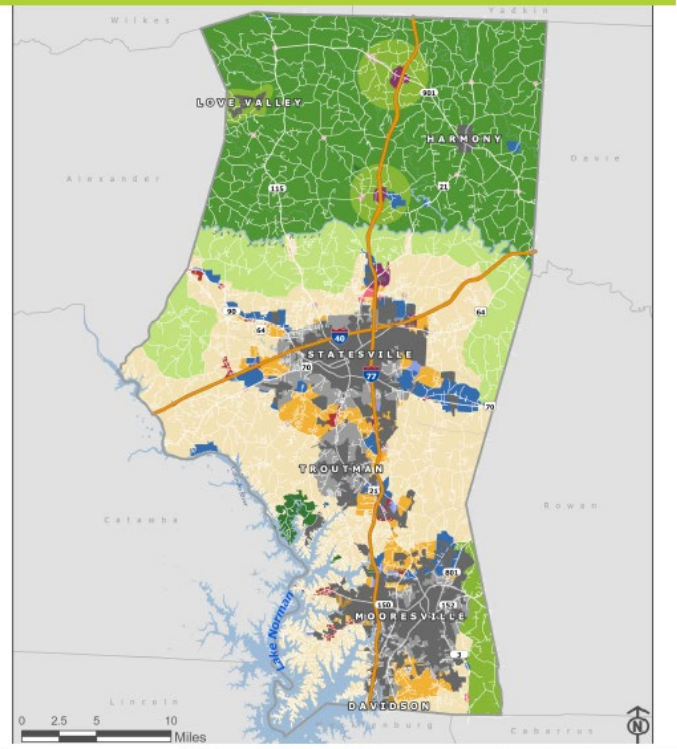 Wilkes
Yadkin
LOVE VALLEY
901
HARMONY
Davie
Alexander
115
21
90
64
64
40
STATESVILLE
70
77
70
TROUTMAN
21
Catawba
Rowan
801
Lake Norman
150
152
MOORESVILLE
3
Lincoln
DAVIDSON
Cabarrus
0 2.5 5 10
Miles
N